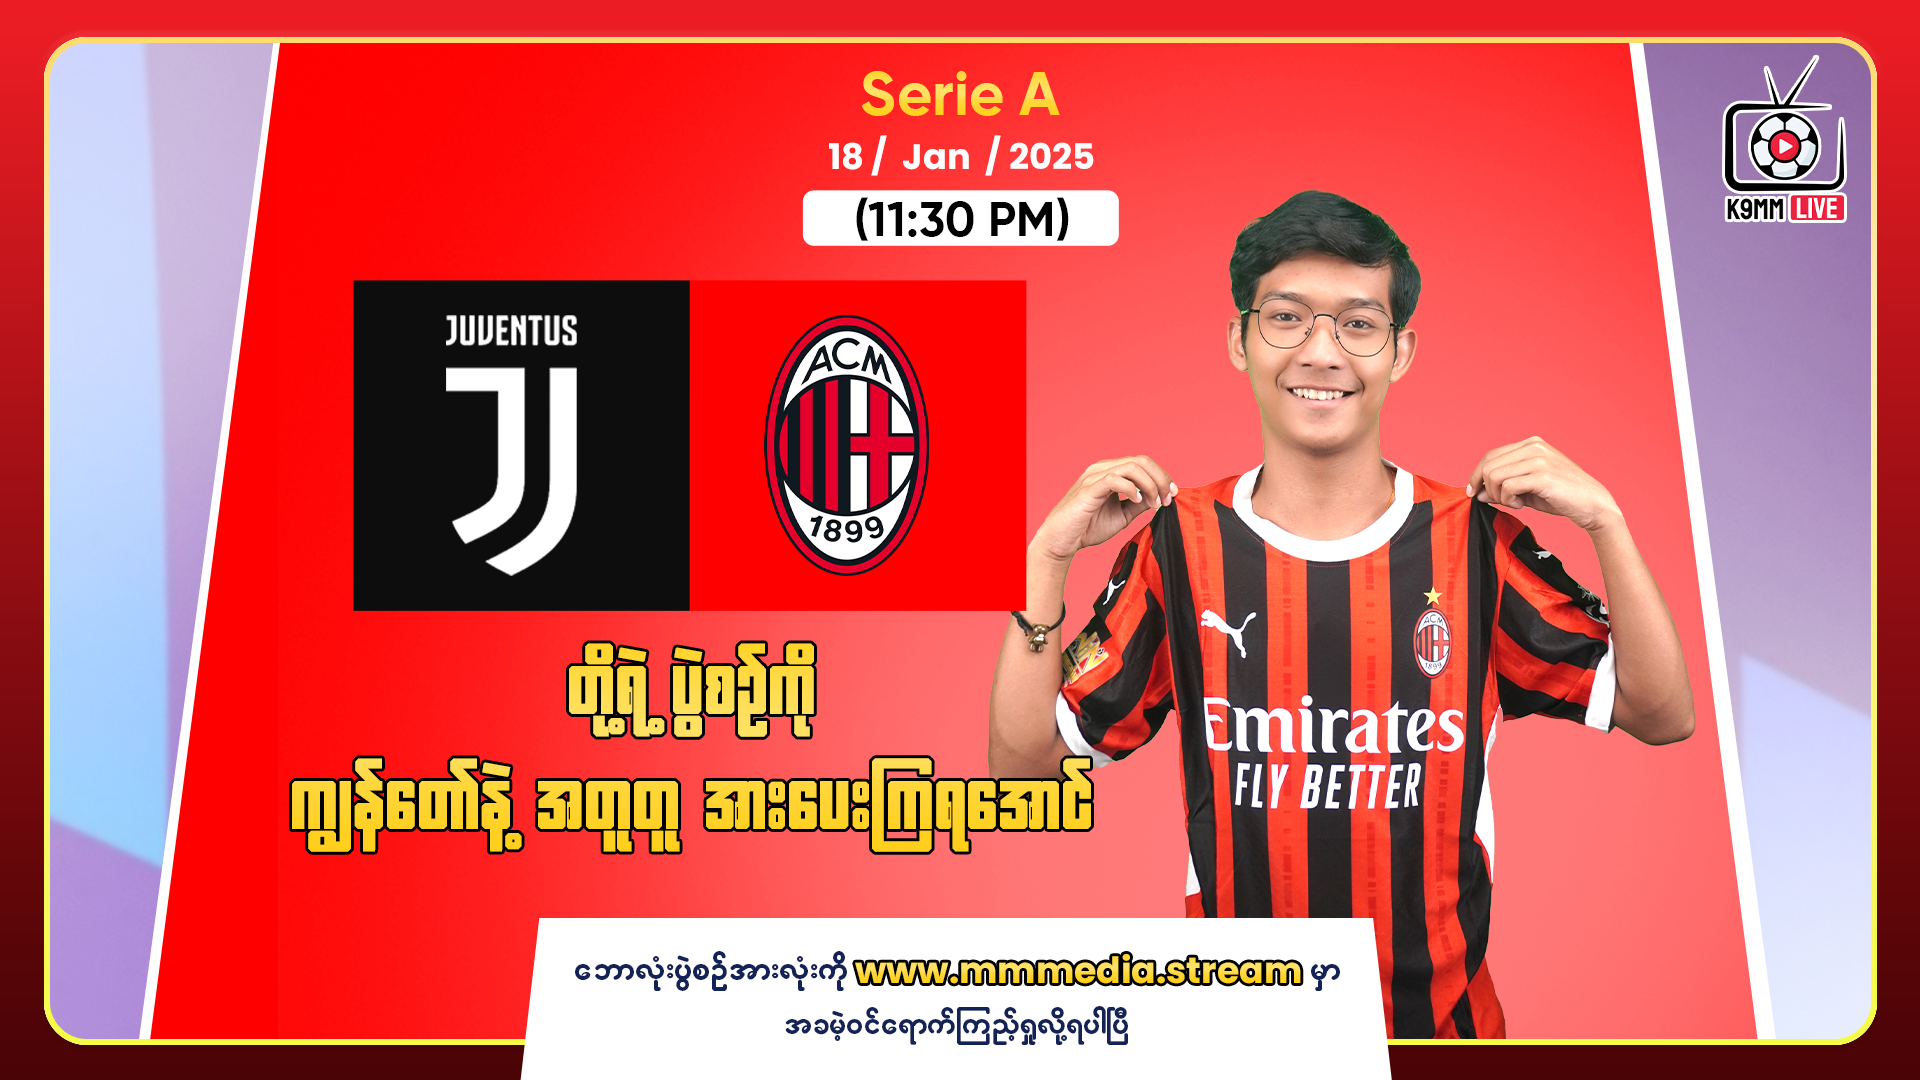 Serie A
18 / Jan / 2025
(11:30 PM)
K9MM LIVE
JUVENTUS
ACM
1899
တို့ရဲ့ ပွဲစဉ်ကို
ကျွန်တော်နဲ့ အတူတူ အားပေးကြရအောင်
ACM
1899
Emirates
FLY BETTER
ဘောလုံးပွဲစဉ်အားလုံးကို www.mmmedia.stream မှာ
အခမဲ့ဝင်ရောက်ကြည့်ရှုလို့ရပါပြီ